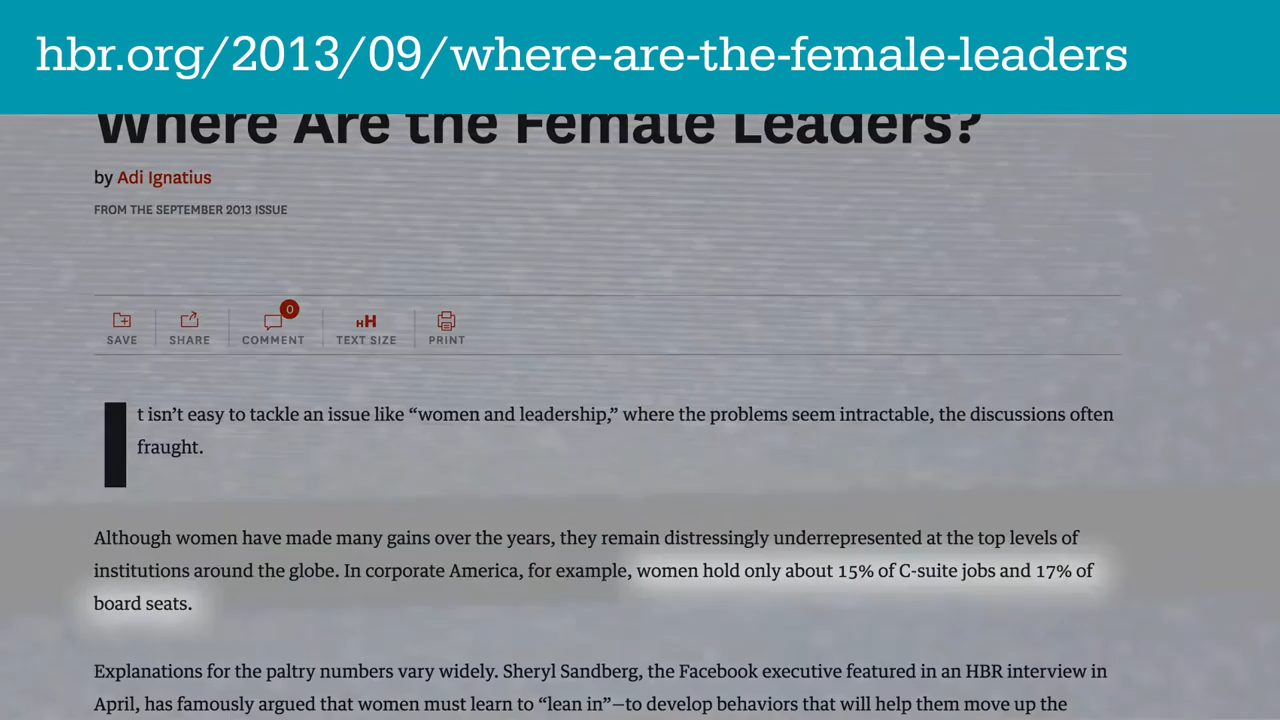 hbr.org/2013/09/where-are-the-female-leaders
Where Are the Female Leaders?
by Adi Ignatius
FROM THE SEPTEMBER 2013 ISSUE
0
SAVE
SHARE
COMMENT
HH
TEXT SIZE
PRINT
It isn’t easy to tackle an issue like “women and leadership,” where the problems seem intractable, the discussions often
fraught.
Although women have made many gains over the years, they remain distressingly underrepresented at the top levels of
institutions around the globe. In corporate America, for example, women hold only about 15% of C-suite jobs and 17% of
board seats.
Explanations for the paltry numbers vary widely. Sheryl Sandberg, the Facebook executive featured in an HBR interview in
April, has famously argued that women must learn to “lean in”—to develop behaviors that will help them move up the